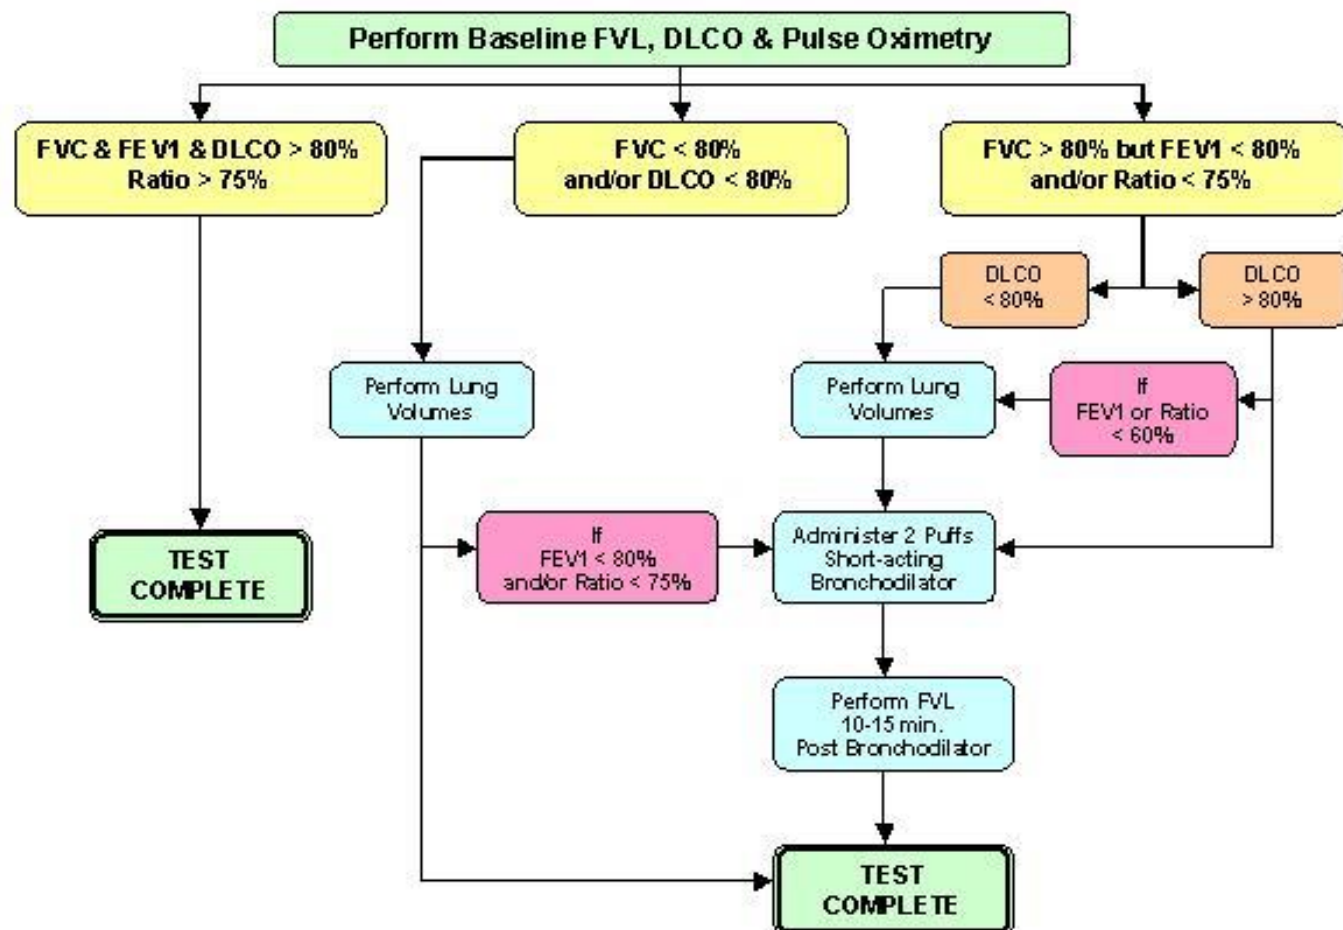 Perform Baseline FVL, DLCO & Pulse Oximetry
FVC & FEV1 & DLCO > 80%
Ratio > 75%
FVC < 80%
and/or DLCO < 80%
FVC > 80% but FEV1 < 80%
and/or Ratio < 75%
DLCO
< 80%
DLCO
> 80%
Perform Lung
Volumes
Perform Lung
Volumes
If
FEV1 or Ratio
< 60%
TEST
COMPLETE
If
FEV1 < 80%
and/or Ratio < 75%
Administer 2 Puffs
Short-acting
Bronchodilator
Perform FVL
10-15 min.
Post Bronchodilator
TEST
COMPLETE